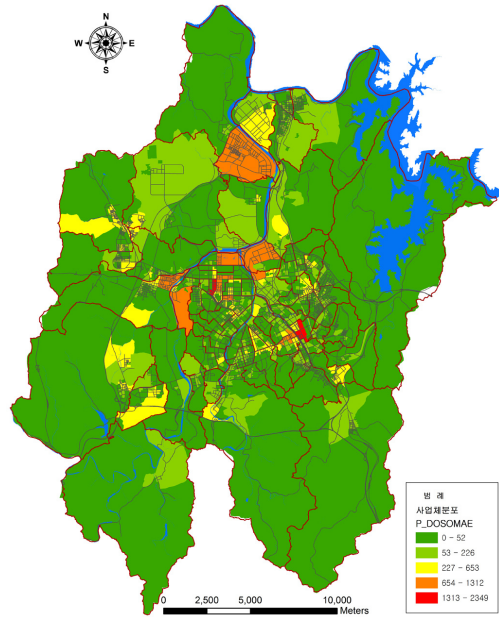 N
W E
S
범 례
사업체분포
P_DOSOMAE
0 - 52
53 - 226
227 - 653
654 - 1312
1313 - 2349
0 2,500 5,000 10,000
Meters